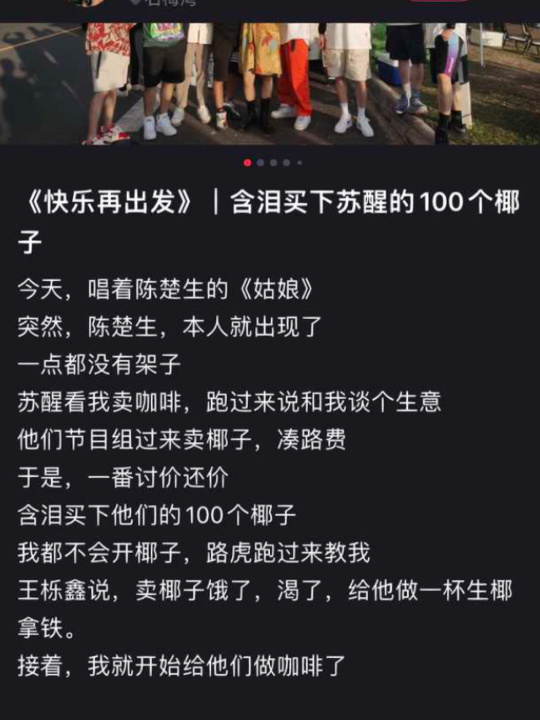 石梅湾
《快乐再出发》｜含泪买下苏醒的100个椰
子
今天，唱着陈楚生的《姑娘》
突然，陈楚生，本人就出现了
一点都没有架子
苏醒看我卖咖啡，跑过来说和我谈个生意
他们节目组过来卖椰子，凑路费
于是，一番讨价还价
含泪买下他们的100个椰子
我都不会开椰子，路虎跑过来教我
王栎鑫说，卖椰子饿了，渴了，给他做一杯生椰
拿铁。
接着，我就开始给他们做咖啡了